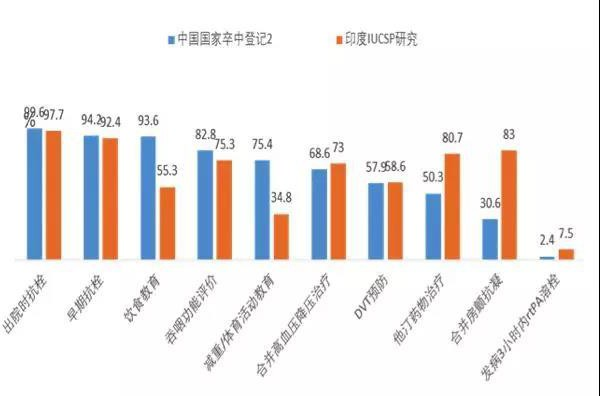 中国国家卒中登记2 印度IUCSP研究
%
99.6 97.7 94.2 92.4 93.6 55.3 82.8 75.3 75.4 34.8 68.6 73 57.9 58.6 50.3 80.7 30.6 83 2.4 7.5
出院时抗栓
早期抗栓
饮食教育
吞咽功能评价
减重/体育活动教育
合并高血压降压治疗
DVT预防
他汀药物治疗
合并房颤抗凝
发病3小时内rtPA溶栓